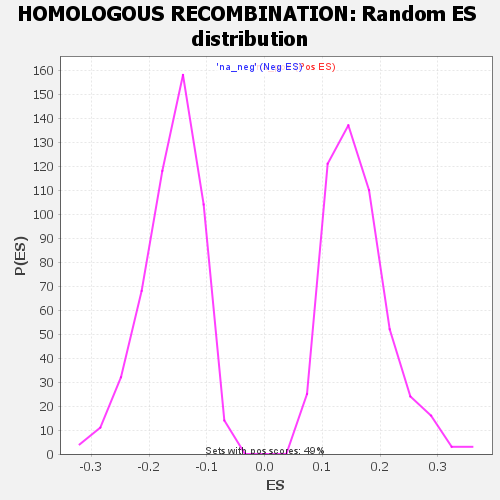 HOMOLOGOUS RECOMBINATION: Random ES
distribution
'na_neg' (Neg ES)
Pos ES)
160
150
140
130
120
110
100
90
80
70
60
50
40
30
20
10
0
P(ES)
Sets with pos scores: 49%
-0.3 -0.2 -0.1 0.0 0.1 0.2 0.3
ES